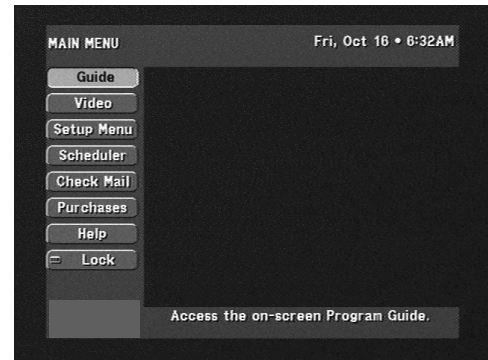 MAIN MENU
Fri, Oct 16 • 6:32AM
Guide
Video
Setup Menu
Scheduler
Check Mail
Purchases
Help
Lock
Access the on-screen Program Guide.